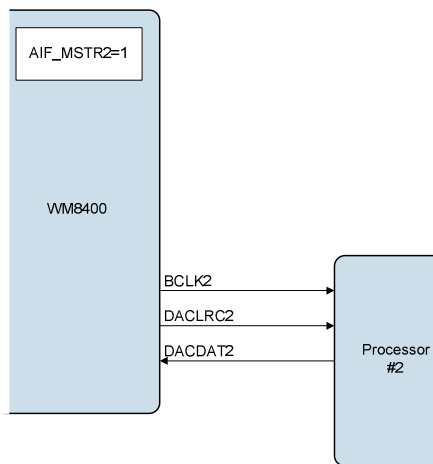 AIF_MSTR2=1
WM8400
BCLK2
DACLRC2
DACDAT2
Processor
#2